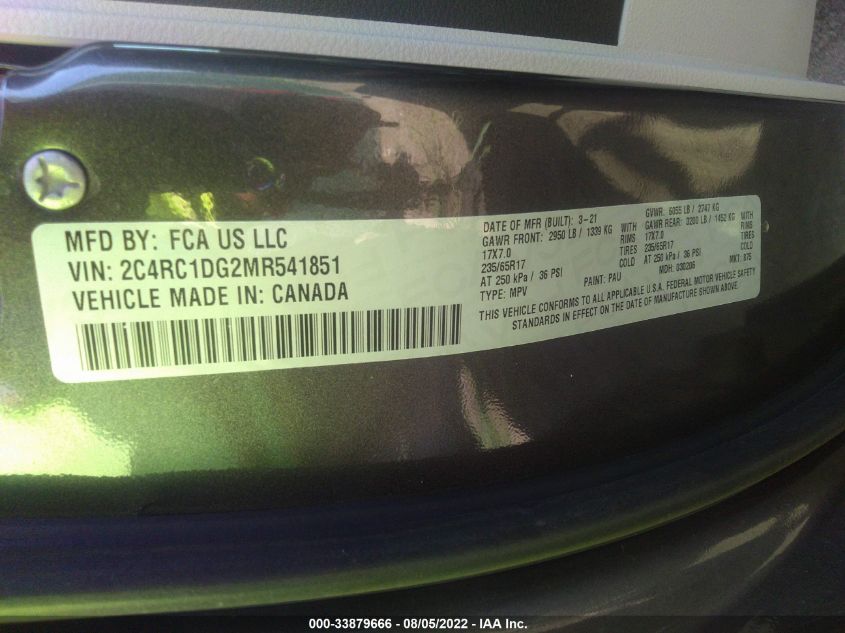 MFD BY: FCA US LLC
VIN: 2C4RC1DG2MR541851
VEHICLE MADE IN: CANADA
DATE OF MFR (BUILT): 3-21
GAWR FRONT: 2950 LB / 1339 KG WITH
17X7.0 RIMS
235/65R17 TIRES
AT 250 kPa / 36 PSI COLD
TYPE: MPV
GVWR: 6055 LB / 2747 KG
GAWR REAR: 3200 LB / 1452 KG WITH
17X7.0 RIMS
235/65R17 TIRES
AT 250 kPa / 36 PSI COLD
PAINT: PAU MDH: 030206 MKT: 875
THIS VEHICLE CONFORMS TO ALL APPLICABLE U.S.A. FEDERAL MOTOR VEHICLE SAFETY
STANDARDS IN EFFECT ON THE DATE OF MANUFACTURE SHOWN ABOVE.
000-33879666 - 08/05/2022 - IAA Inc.